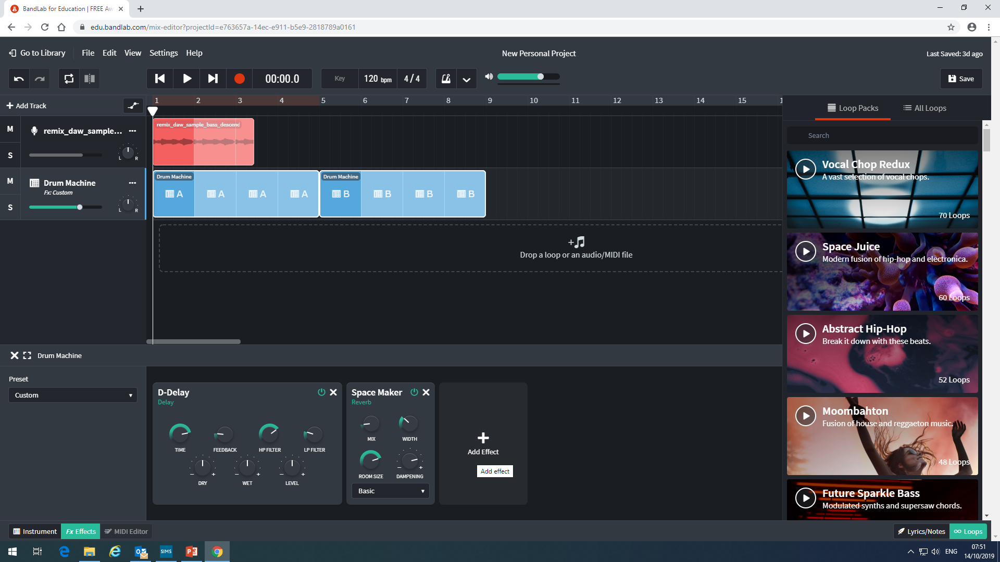 BandLab for Education | FREE Aw
edu.bandlab.com/mix-editor?projectId=e763657a-14ec-e911-b5e9-2818789a0161
Go to Library File Edit View Settings Help
New Personal Project
Last Saved: 3d ago
00:00.0
Key
120 bpm
4 / 4
Save
+ Add Track
1 2 3 4 5 6 7 8 9 10 11 12 13 14 15 1
Loop Packs
All Loops
M
remix_daw_sample... ...
S
L R
remix_daw_sample_bass_descend
M
Drum Machine ...
Fx: Custom
S
L R
Drum Machine
A A A A
Drum Machine
B B B B
Drop a loop or an audio/MIDI file
Search
Vocal Chop Redux
A vast selection of vocal chops.
70 Loops
Space Juice
Modern fusion of hip-hop and electronica.
60 Loops
Abstract Hip-Hop
Break it down with these beats.
52 Loops
Moombahton
Fusion of house and reggaeton music.
48 Loops
Future Sparkle Bass
Modulated synths and supersaw chords.
Drum Machine
Preset
Custom
D-Delay
Delay
TIME FEEDBACK HP FILTER LP FILTER
DRY WET LEVEL
Space Maker
Reverb
MIX WIDTH
ROOM SIZE DAMPENING
Basic
Add Effect
Add effect
Instrument
Fx Effects
MIDI Editor
Lyrics/Notes
Loops
SIMS
ENG
07:51
14/10/2019